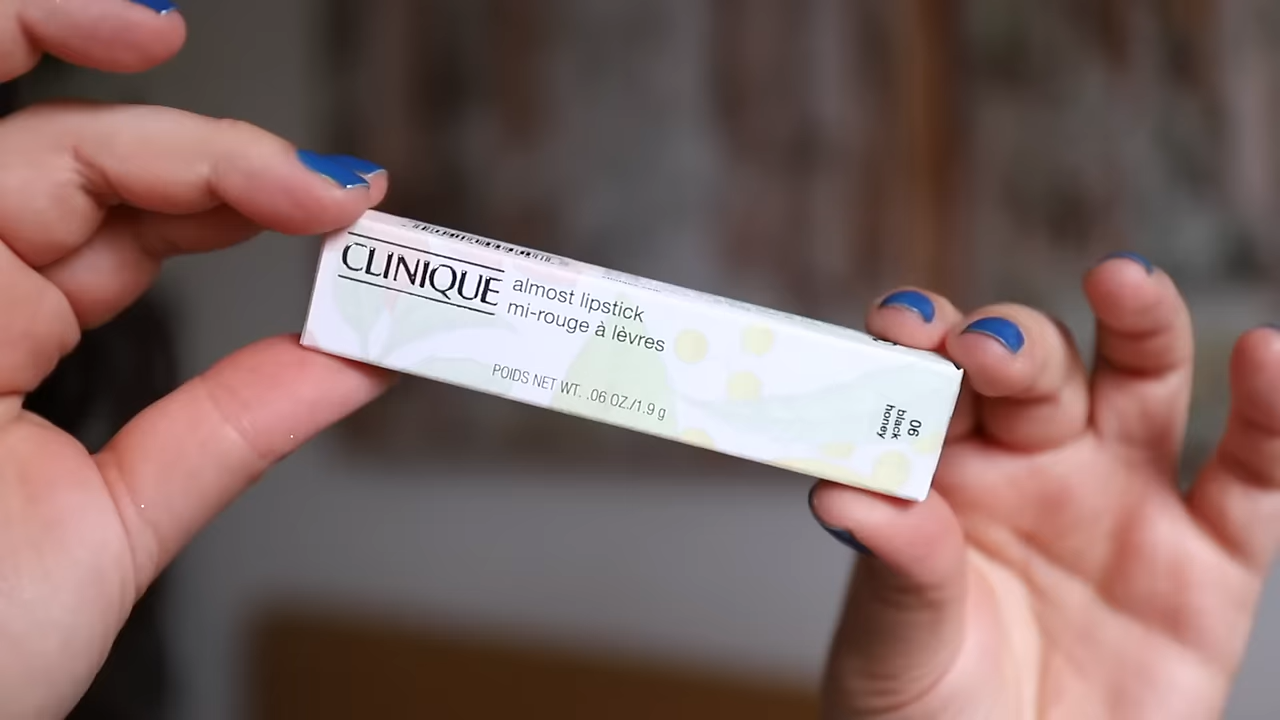 CLINIQUE
almost lipstick
mi-rouge à lèvres
POIDS NET WT. .06 OZ./1.9 g
06
black
honey